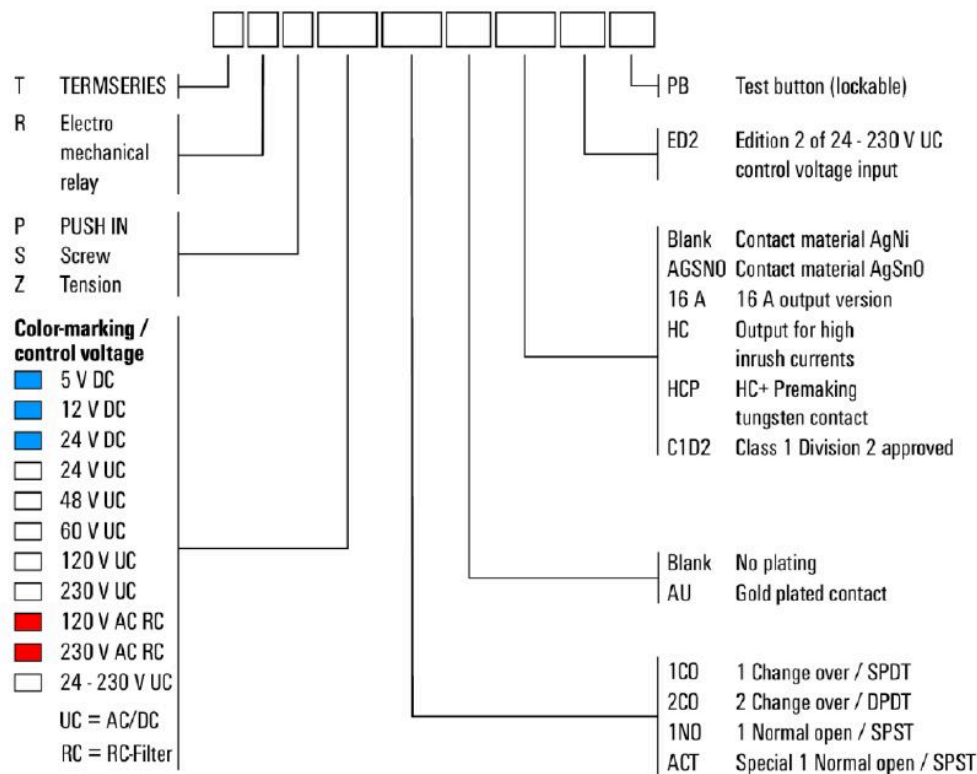 T TERMSERIES
R Electro
mechanical
relay
P PUSH IN
S Screw
Z Tension
Color-marking /
control voltage
5 V DC
12 V DC
24 V DC
24 V UC
48 V UC
60 V UC
120 V UC
230 V UC
120 V AC RC
230 V AC RC
24 - 230 V UC
UC = AC/DC
RC = RC-Filter
PB Test button (lockable)
ED2 Edition 2 of 24 - 230 V UC
control voltage input
Blank Contact material AgNi
AGSNO Contact material AgSnO
16 A 16 A output version
HC Output for high
inrush currents
HCP HC+ Premaking
tungsten contact
C1D2 Class 1 Division 2 approved
Blank No plating
AU Gold plated contact
1CO 1 Change over / SPDT
2CO 2 Change over / DPDT
1NO 1 Normal open / SPST
ACT Special 1 Normal open / SPST